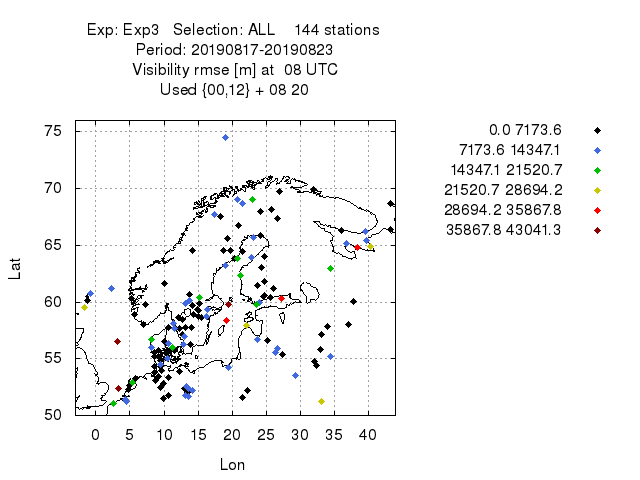 Exp: Exp3 Selection: ALL 144 stations
Period: 20190817-20190823
Visibility rmse [m] at 08 UTC
Used {00,12} + 08 20
0.0 7173.6
7173.6 14347.1
14347.1 21520.7
21520.7 28694.2
28694.2 35867.8
35867.8 43041.3
75
70
65
60
55
50
Lat
0 5 10 15 20 25 30 35 40
Lon